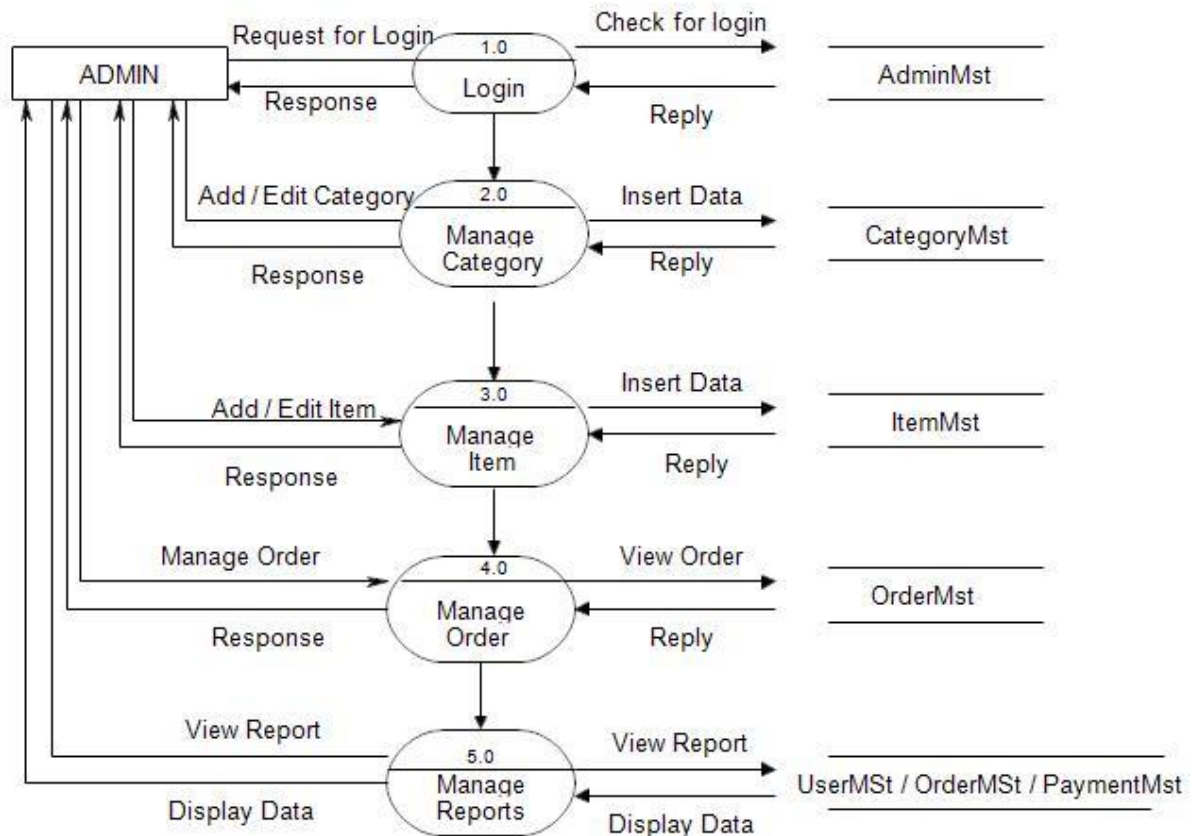 Request for Login
Check for login
1.0
ADMIN
Login
AdminMst
Response
Reply
Add / Edit Category
2.0
Insert Data
Manage
Category
CategoryMst
Response
Reply
Add / Edit Item
3.0
Insert Data
Manage
Item
ItemMst
Response
Reply
Manage Order
4.0
View Order
Manage
Order
OrderMst
Response
Reply
View Report
5.0
View Report
Manage
Reports
UserMSt / OrderMSt / PaymentMst
Display Data
Display Data